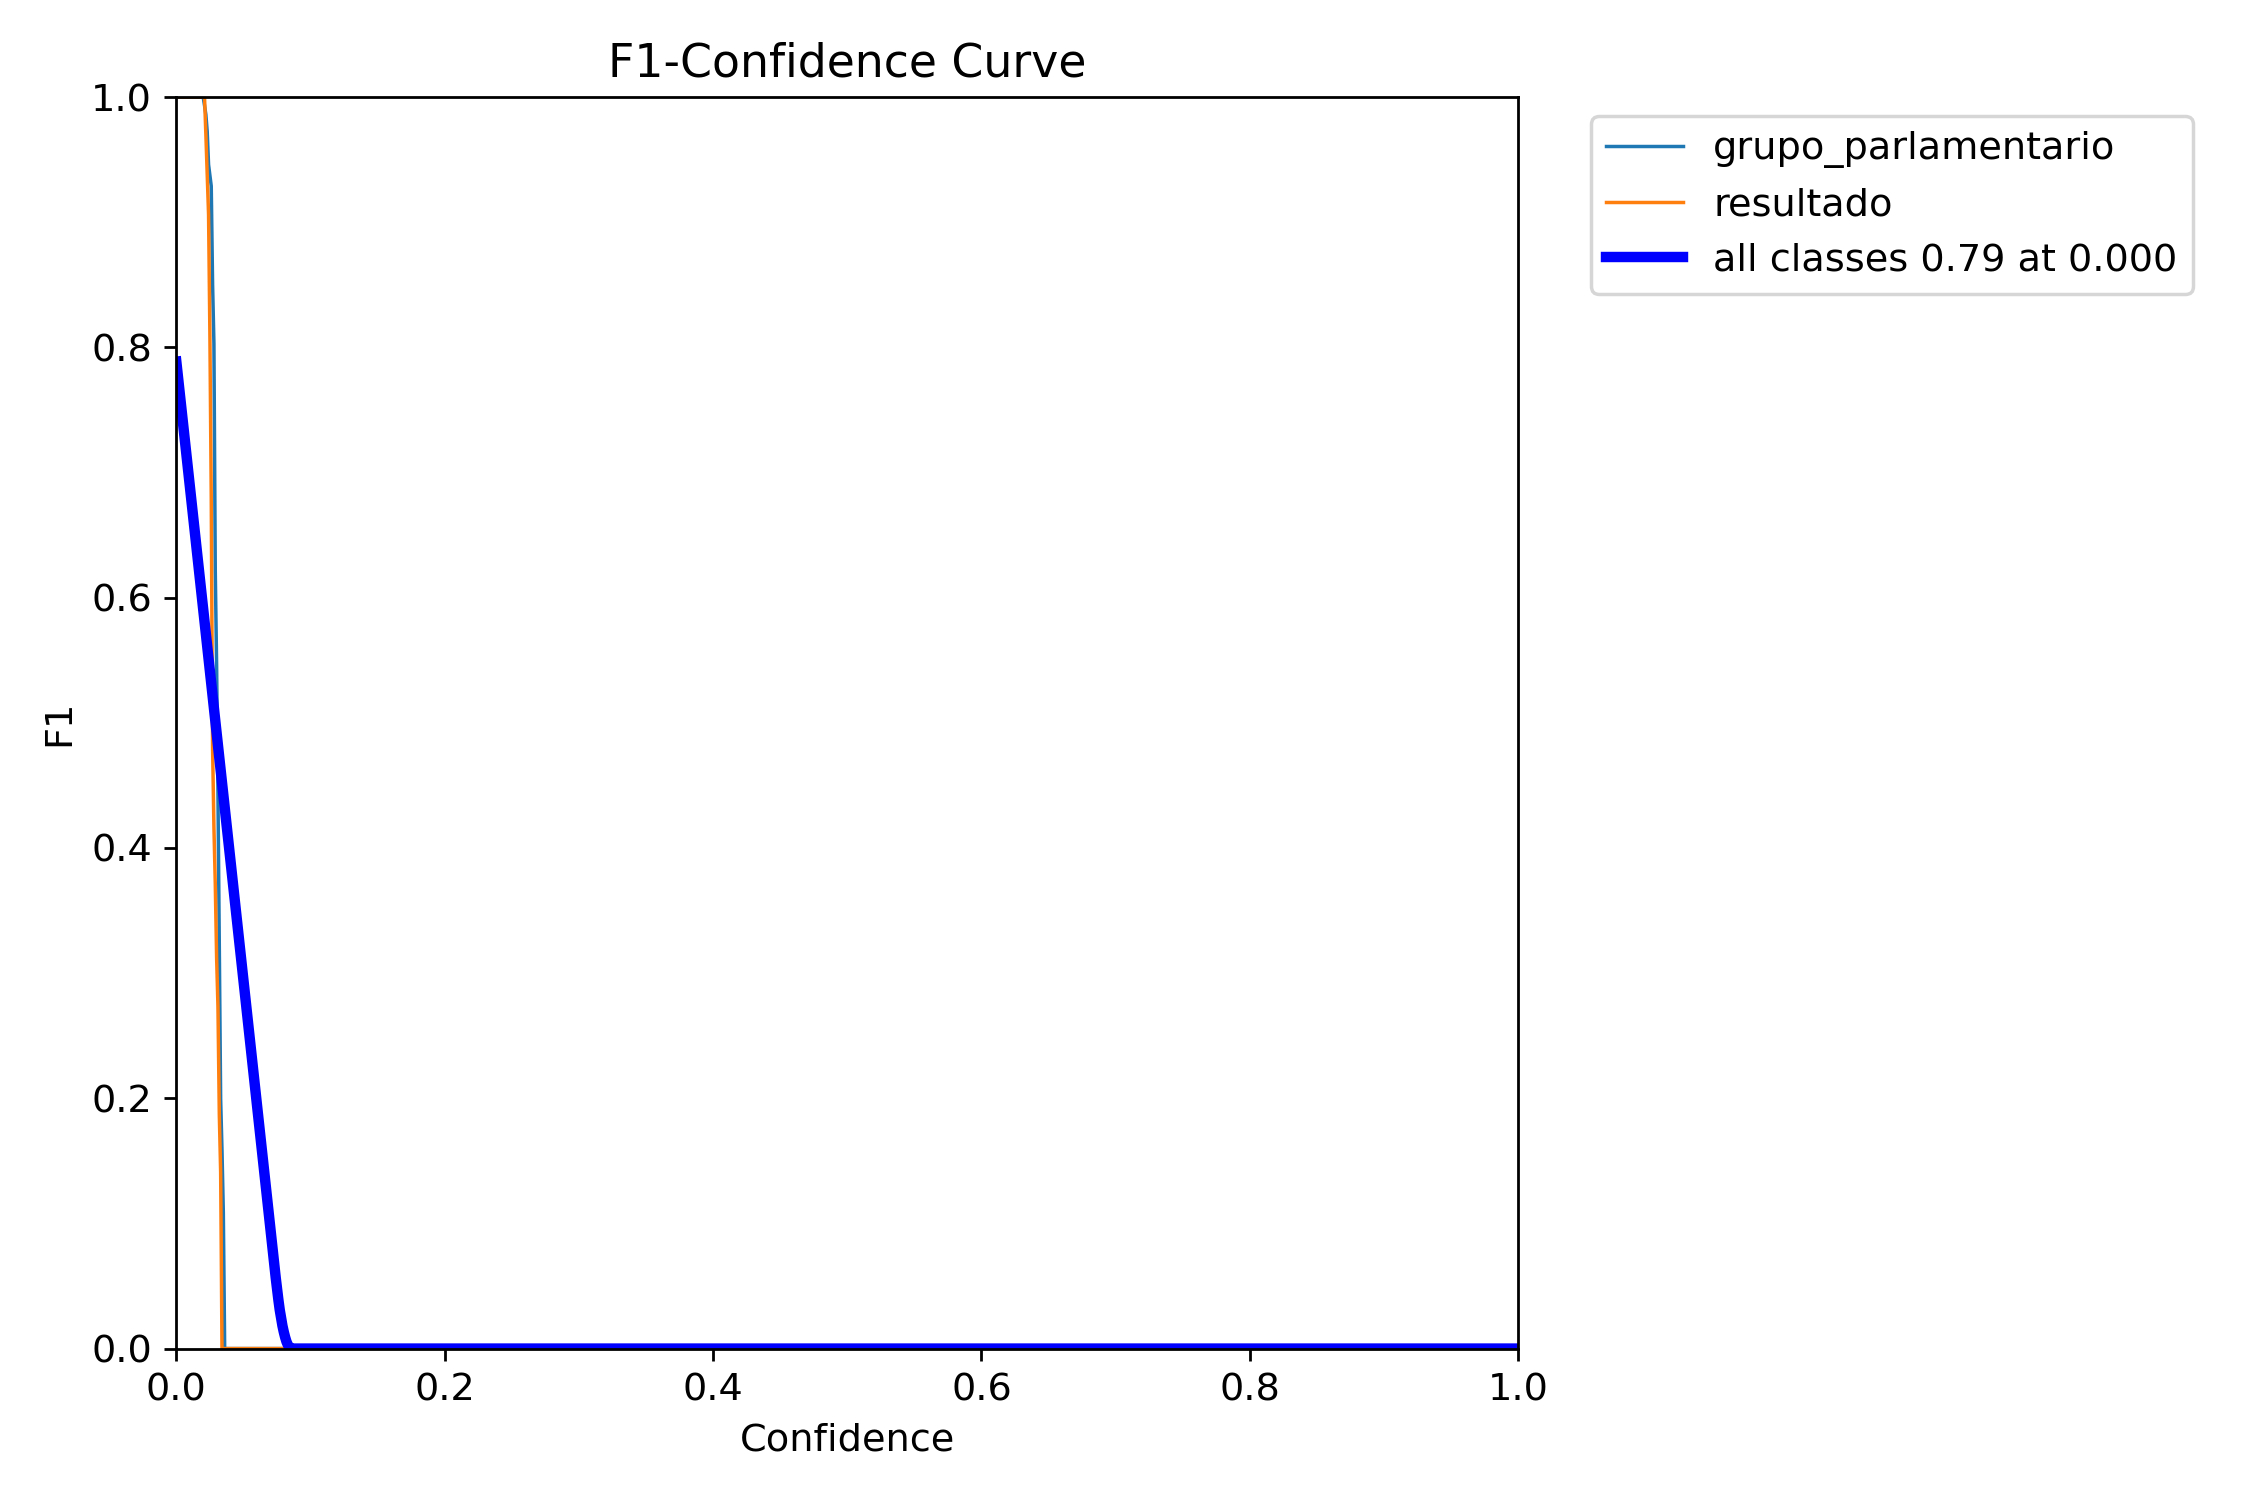 F1-Confidence Curve
1.0
0.8
0.6
0.4
0.2
0.0
F1
0.0 0.2 0.4 0.6 0.8 1.0
Confidence
grupo_parlamentario
resultado
all classes 0.79 at 0.000